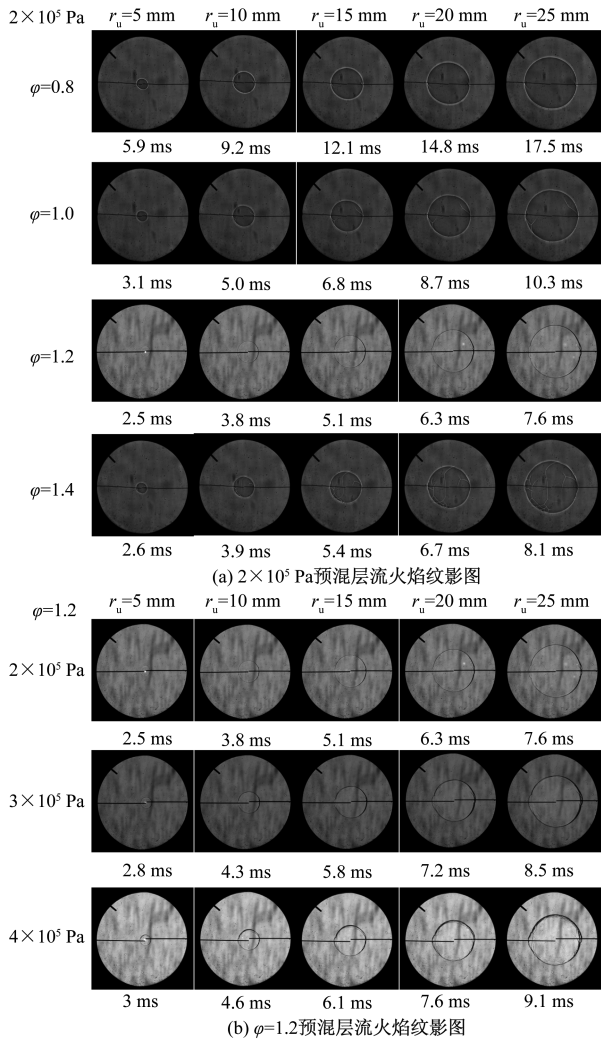 2×10⁵ Pa r_u=5 mm r_u=10 mm r_u=15 mm r_u=20 mm r_u=25 mm
φ=0.8
5.9 ms 9.2 ms 12.1 ms 14.8 ms 17.5 ms
φ=1.0
3.1 ms 5.0 ms 6.8 ms 8.7 ms 10.3 ms
φ=1.2
2.5 ms 3.8 ms 5.1 ms 6.3 ms 7.6 ms
φ=1.4
2.6 ms 3.9 ms 5.4 ms 6.7 ms 8.1 ms
(a) 2×10⁵ Pa预混层流火焰纹影图
φ=1.2 r_u=5 mm r_u=10 mm r_u=15 mm r_u=20 mm r_u=25 mm
2×10⁵ Pa
2.5 ms 3.8 ms 5.1 ms 6.3 ms 7.6 ms
3×10⁵ Pa
2.8 ms 4.3 ms 5.8 ms 7.2 ms 8.5 ms
4×10⁵ Pa
3 ms 4.6 ms 6.1 ms 7.6 ms 9.1 ms
(b) φ=1.2预混层流火焰纹影图